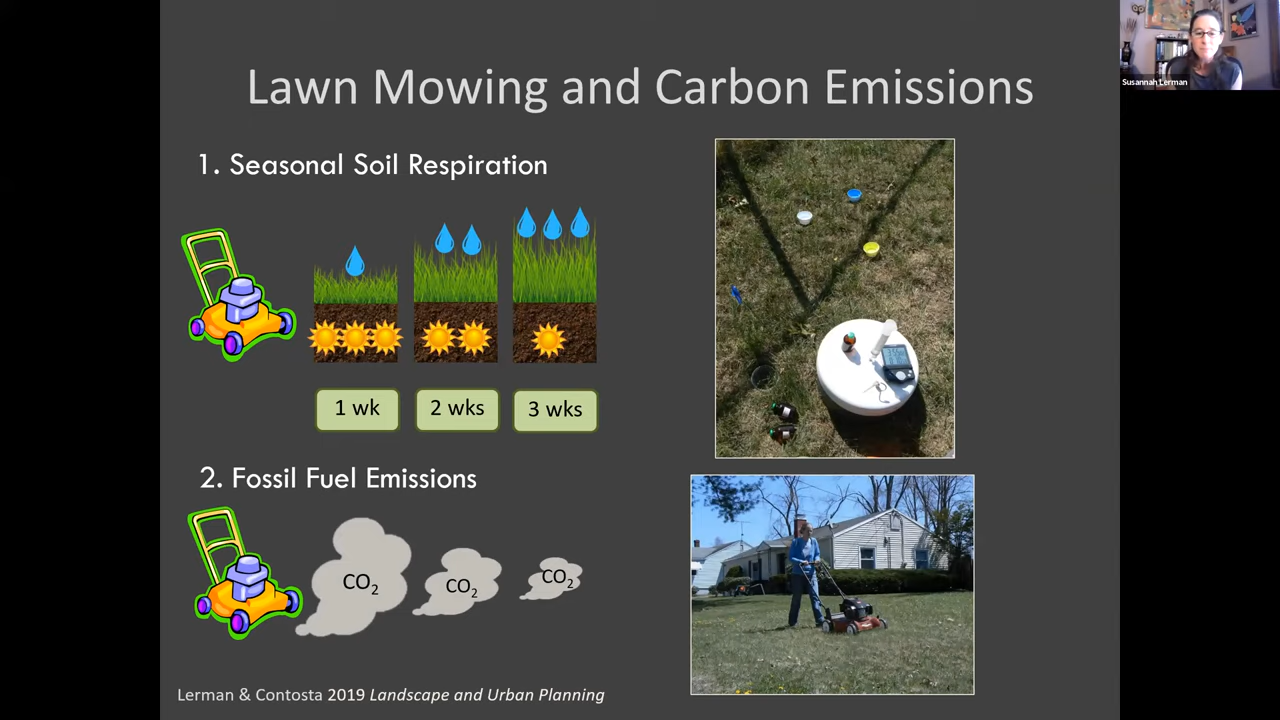 Lawn Mowing and Carbon Emissions
Susannah Lerman
1. Seasonal Soil Respiration
1 wk
2 wks
3 wks
2. Fossil Fuel Emissions
CO₂
CO₂
CO₂
Lerman & Contosta 2019 Landscape and Urban Planning